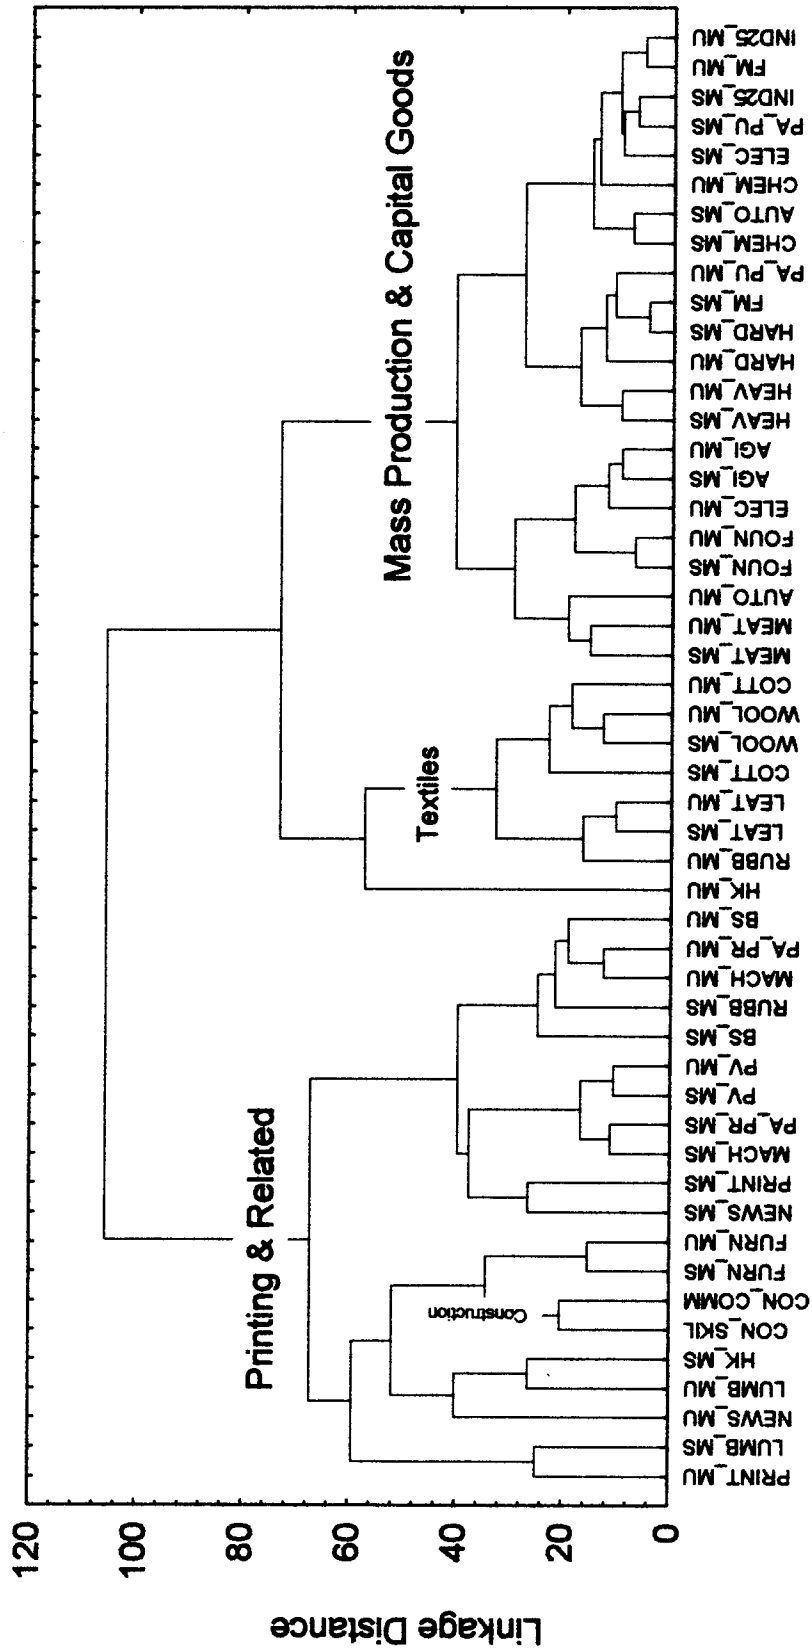 Linkage Distance
120
100
80
60
40
20
0
Printing & Related
Construction
Textiles
Mass Production & Capital Goods
PRINT_MU
LUMB_MS
NEWS_MU
LUMB_MU
HK_MS
CON_SKIL
CON_COMM
FURN_MS
FURN_MU
NEWS_MS
PRINT_MS
MACH_MS
PA_PR_MS
PV_MS
PV_MU
BS_MS
RUBB_MS
MACH_MU
PA_PR_MU
BS_MU
HK_MU
RUBB_MU
LEAT_MS
LEAT_MU
COTT_MS
WOOL_MS
WOOL_MU
COTT_MU
MEAT_MS
MEAT_MU
AUTO_MU
FOUN_MS
FOUN_MU
ELEC_MU
AGI_MS
AGI_MU
HEAV_MS
HEAV_MU
HARD_MU
HARD_MS
FM_MS
PA_PU_MU
CHEM_MS
AUTO_MS
CHEM_MU
ELEC_MS
PA_PU_MS
IND25_MS
FM_MU
IND25_MU